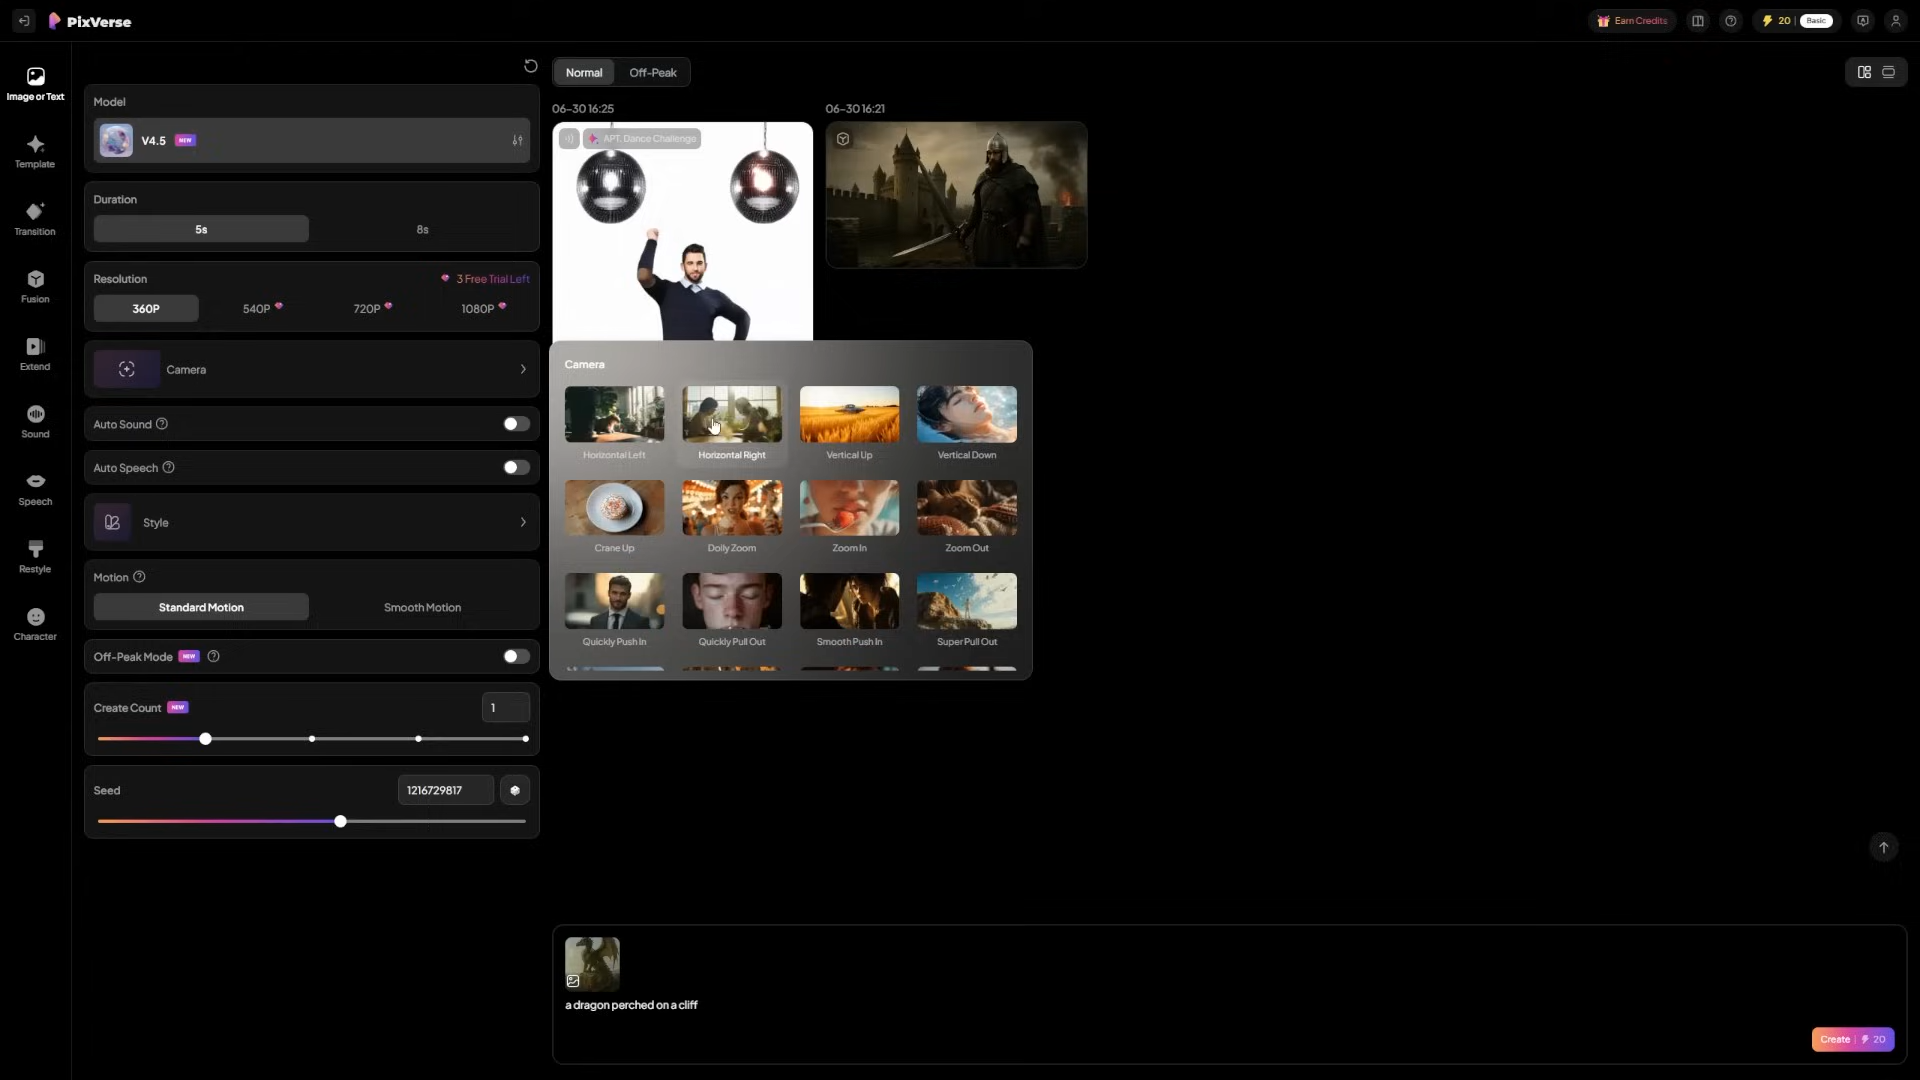 PixVerse
Earn Credits
20 | Basic
Image or Text
Template
Transition
Fusion
Extend
Sound
Speech
Restyle
Character
Model
V4.5 NEW
Duration
5s 8s
Resolution 3 Free Trial Left
360P 540P 720P 1080P
Camera
Auto Sound
Auto Speech
Style
Motion
Standard Motion Smooth Motion
Off-Peak Mode NEW
Create Count NEW 1
Seed 1216729817
Normal Off-Peak
06-30 16:25 06-30 16:21
APT. Dance Challenge
Camera
Horizontal Left Horizontal Right Vertical Up Vertical Down
Crane Up Dolly Zoom Zoom In Zoom Out
Quickly Push In Quickly Pull Out Smooth Push In Super Pull Out
a dragon perched on a cliff
Create | 20